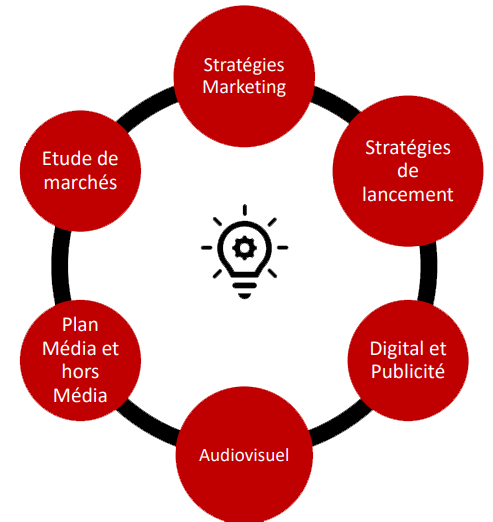 Stratégies
Marketing
Stratégies
de
lancement
Digital et
Publicité
Audiovisuel
Plan
Média et
hors
Média
Etude de
marchés